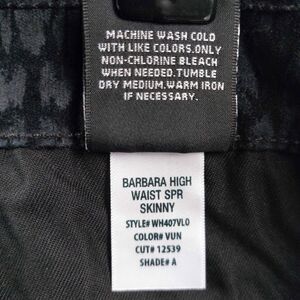 MACHINE WASH COLD
WITH LIKE COLORS.ONLY
NON-CHLORINE BLEACH
WHEN NEEDED.TUMBLE
DRY MEDIUM.WARM IRON
IF NECESSARY.
BARBARA HIGH
WAIST SPR
SKINNY
STYLE# WH407VLO
COLOR# VUN
CUT# 12539
SHADE# A